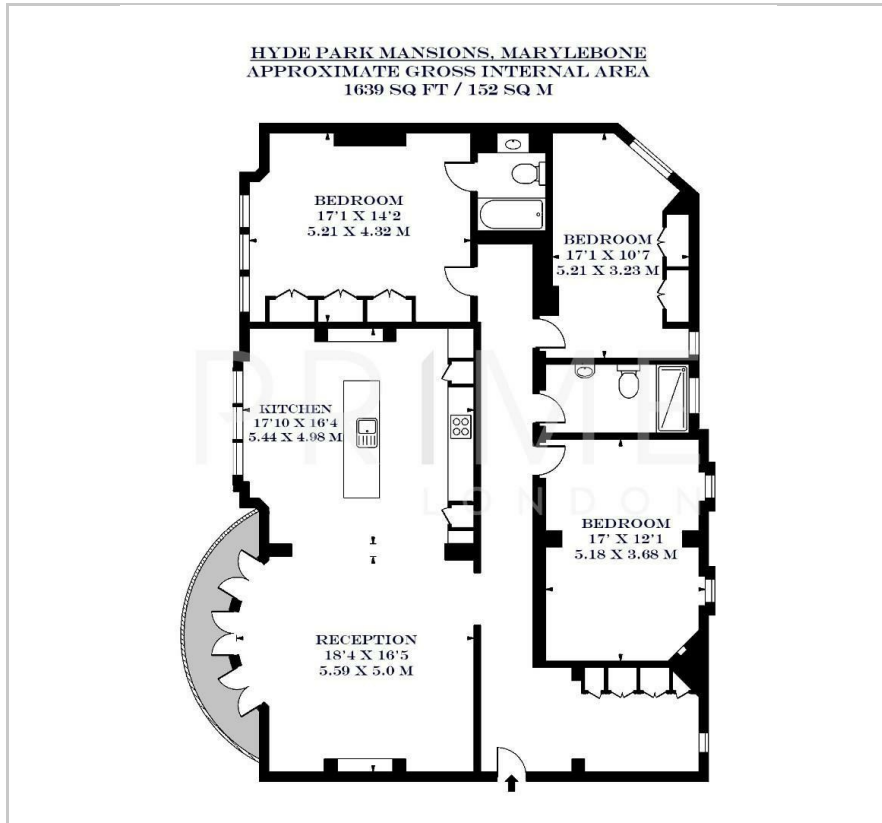 HYDE PARK MANSIONS, MARYLEBONE
APPROXIMATE GROSS INTERNAL AREA
1639 SQ FT / 152 SQ M
BEDROOM
17'1 X 14'2
5.21 X 4.32 M
BEDROOM
17'1 X 10'7
5.21 X 3.23 M
KITCHEN
17'10 X 16'4
5.44 X 4.98 M
PRIME
LONDON
BEDROOM
17' X 12'1
5.18 X 3.68 M
RECEPTION
18'4 X 16'5
5.59 X 5.0 M